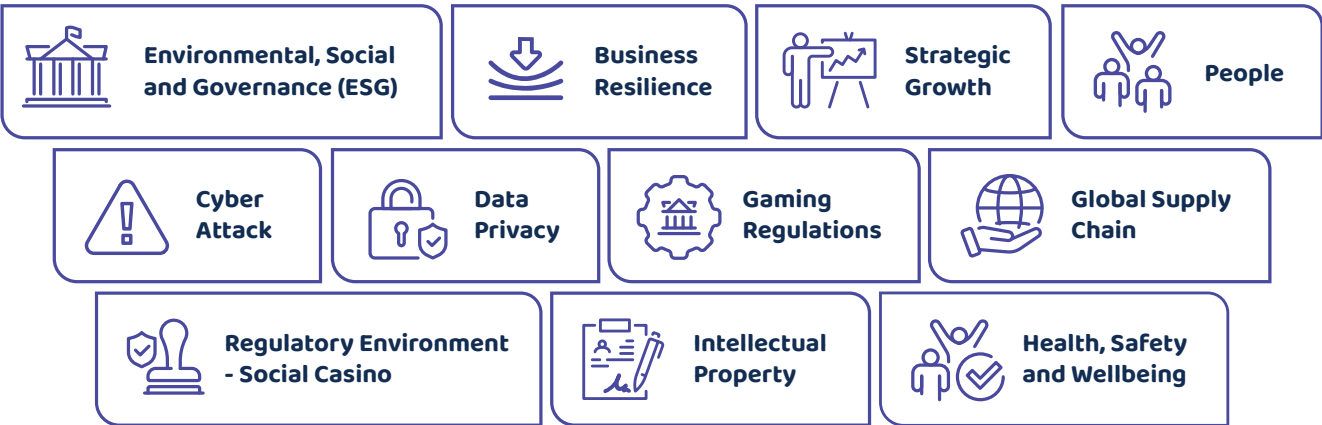 Environmental, Social
and Governance (ESG)
Business
Resilience
Strategic
Growth
People
Cyber
Attack
Data
Privacy
Gaming
Regulations
Global Supply
Chain
Regulatory Environment
- Social Casino
Intellectual
Property
Health, Safety
and Wellbeing